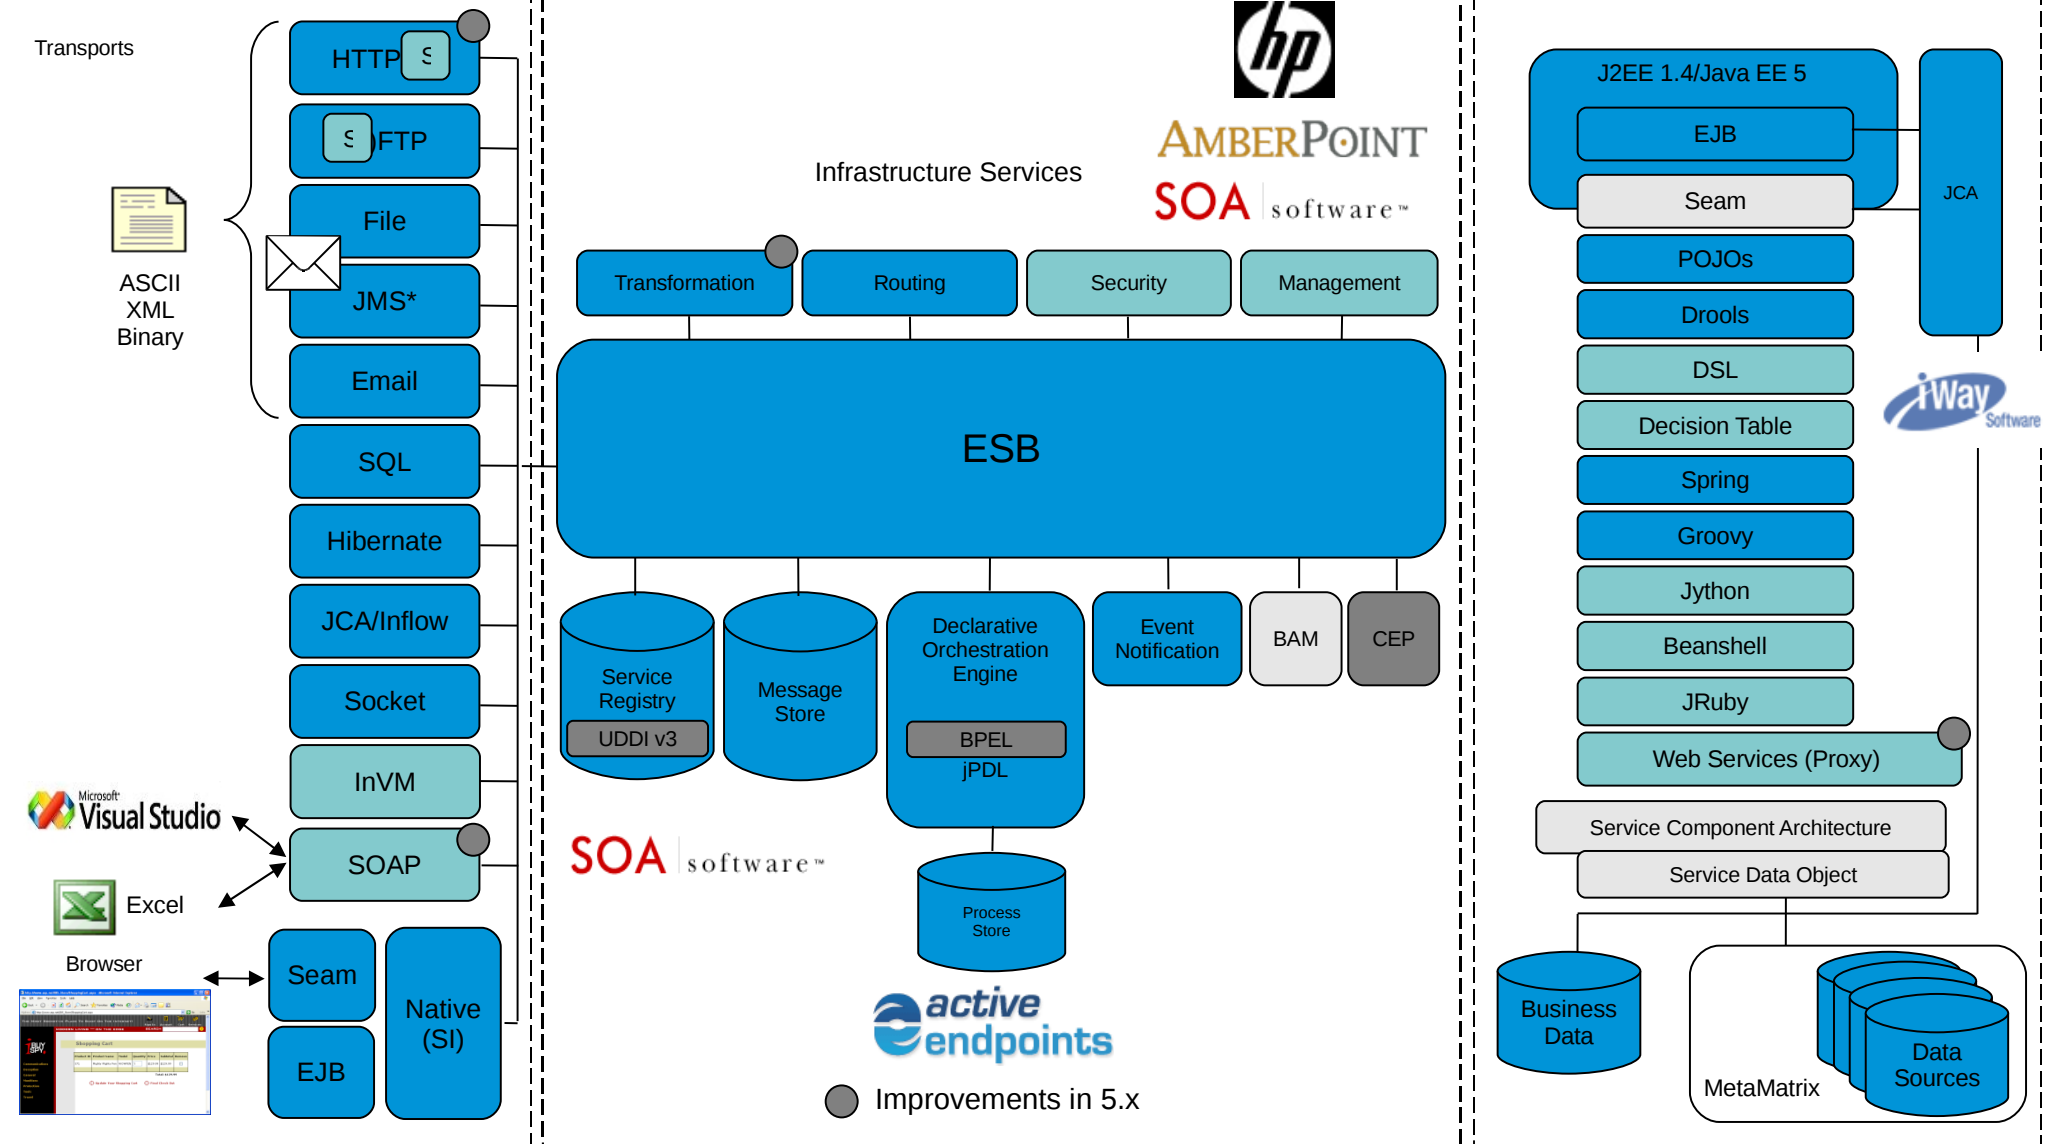 Transports
HTTP
S
S
)FTP
File
JMS*
Email
SQL
Hibernate
JCA/Inflow
Socket
InVM
SOAP
Seam
EJB
Native
(SI)
ASCII
XML
Binary
Microsoft
Visual Studio
Excel
Browser
Shopping Cart
Infrastructure Services
hp
AMBERPOINT
SOA software™
Transformation
Routing
Security
Management
ESB
Service
Registry
UDDI v3
Message
Store
Declarative
Orchestration
Engine
BPEL
jPDL
Event
Notification
BAM
CEP
SOA software™
Process
Store
active
endpoints
Improvements in 5.x
J2EE 1.4/Java EE 5
EJB
Seam
POJOs
Drools
DSL
Decision Table
Spring
Groovy
Jython
Beanshell
JRuby
Web Services (Proxy)
Service Component Architecture
Service Data Object
JCA
iWay
Software
Business
Data
MetaMatrix
Data
Sources